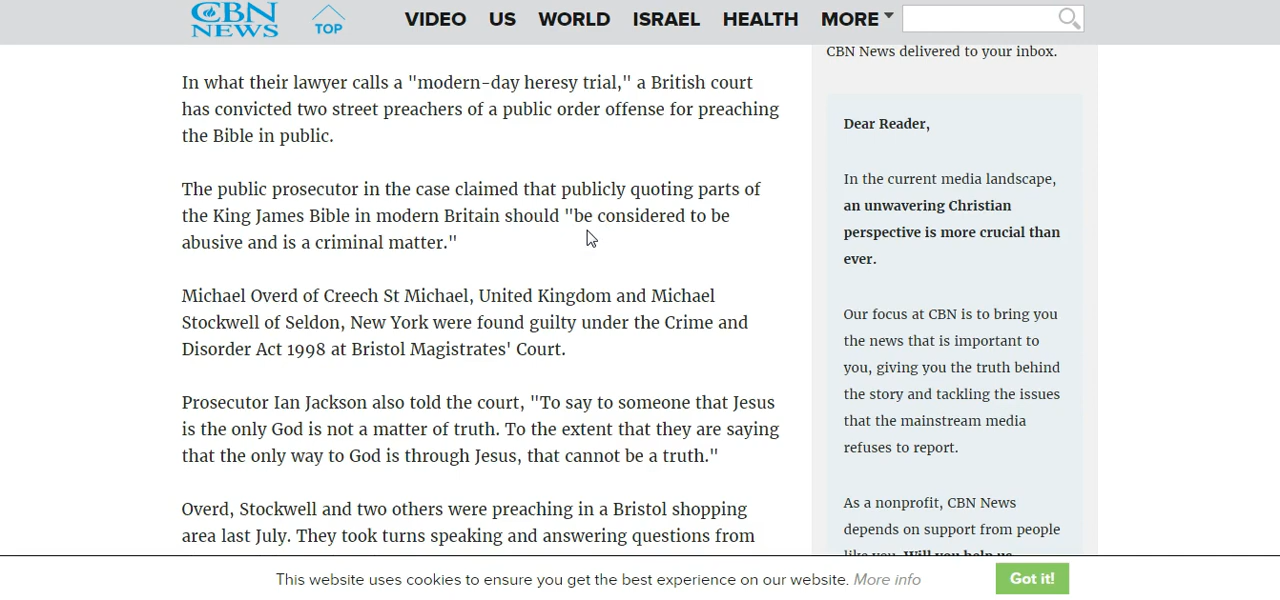 CBN NEWS TOP VIDEO US WORLD ISRAEL HEALTH MORE
In what their lawyer calls a "modern-day heresy trial," a British court
has convicted two street preachers of a public order offense for preaching
the Bible in public.
The public prosecutor in the case claimed that publicly quoting parts of
the King James Bible in modern Britain should "be considered to be
abusive and is a criminal matter."
Michael Overd of Creech St Michael, United Kingdom and Michael
Stockwell of Seldon, New York were found guilty under the Crime and
Disorder Act 1998 at Bristol Magistrates' Court.
Prosecutor Ian Jackson also told the court, "To say to someone that Jesus
is the only God is not a matter of truth. To the extent that they are saying
that the only way to God is through Jesus, that cannot be a truth."
Overd, Stockwell and two others were preaching in a Bristol shopping
area last July. They took turns speaking and answering questions from
CBN News delivered to your inbox.
Dear Reader,
In the current media landscape,
an unwavering Christian
perspective is more crucial than
ever.
Our focus at CBN is to bring you
the news that is important to
you, giving you the truth behind
the story and tackling the issues
that the mainstream media
refuses to report.
As a nonprofit, CBN News
depends on support from people
like you. Will you help us
This website uses cookies to ensure you get the best experience on our website. More info Got it!